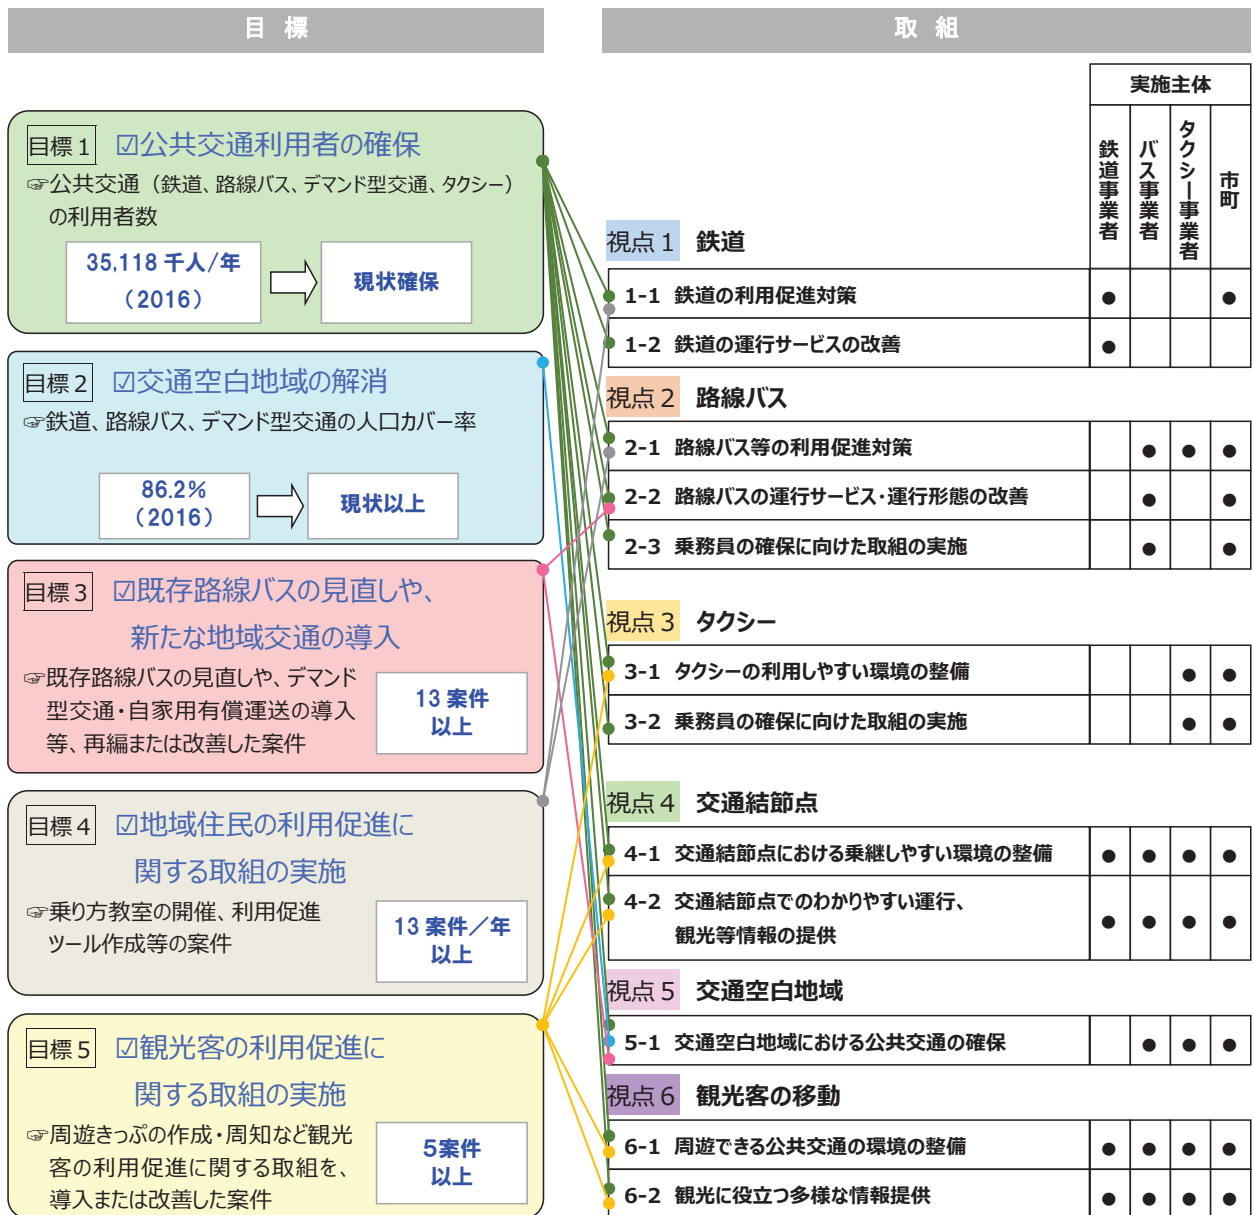 目標
取組
実施主体
鉄道事業者
バス事業者
タクシー事業者
市町
目標1 ☑公共交通利用者の確保
☞公共交通（鉄道、路線バス、デマンド型交通、タクシー）
の利用者数
35,118 千人/年
（2016）
現状確保
目標2 ☑交通空白地域の解消
☞鉄道、路線バス、デマンド型交通の人口カバー率
86.2%
（2016）
現状以上
目標3 ☑既存路線バスの見直しや、
新たな地域交通の導入
☞既存路線バスの見直しや、デマンド
型交通・自家用有償運送の導入
等、再編または改善した案件
13 案件
以上
目標4 ☑地域住民の利用促進に
関する取組の実施
☞乗り方教室の開催、利用促進
ツール作成等の案件
13 案件／年
以上
目標5 ☑観光客の利用促進に
関する取組の実施
☞周遊きっぷの作成・周知など観光
客の利用促進に関する取組を、
導入または改善した案件
5案件
以上
視点1 鉄道
1-1 鉄道の利用促進対策 ● ●
1-2 鉄道の運行サービスの改善 ●
視点2 路線バス
2-1 路線バス等の利用促進対策 ● ● ●
2-2 路線バスの運行サービス・運行形態の改善 ● ●
2-3 乗務員の確保に向けた取組の実施 ● ●
視点3 タクシー
3-1 タクシーの利用しやすい環境の整備 ● ●
3-2 乗務員の確保に向けた取組の実施 ● ●
視点4 交通結節点
4-1 交通結節点における乗継しやすい環境の整備 ● ● ● ●
4-2 交通結節点でのわかりやすい運行、
観光等情報の提供 ● ● ● ●
視点5 交通空白地域
5-1 交通空白地域における公共交通の確保 ● ● ●
視点6 観光客の移動
6-1 周遊できる公共交通の環境の整備 ● ● ● ●
6-2 観光に役立つ多様な情報提供 ● ● ● ●